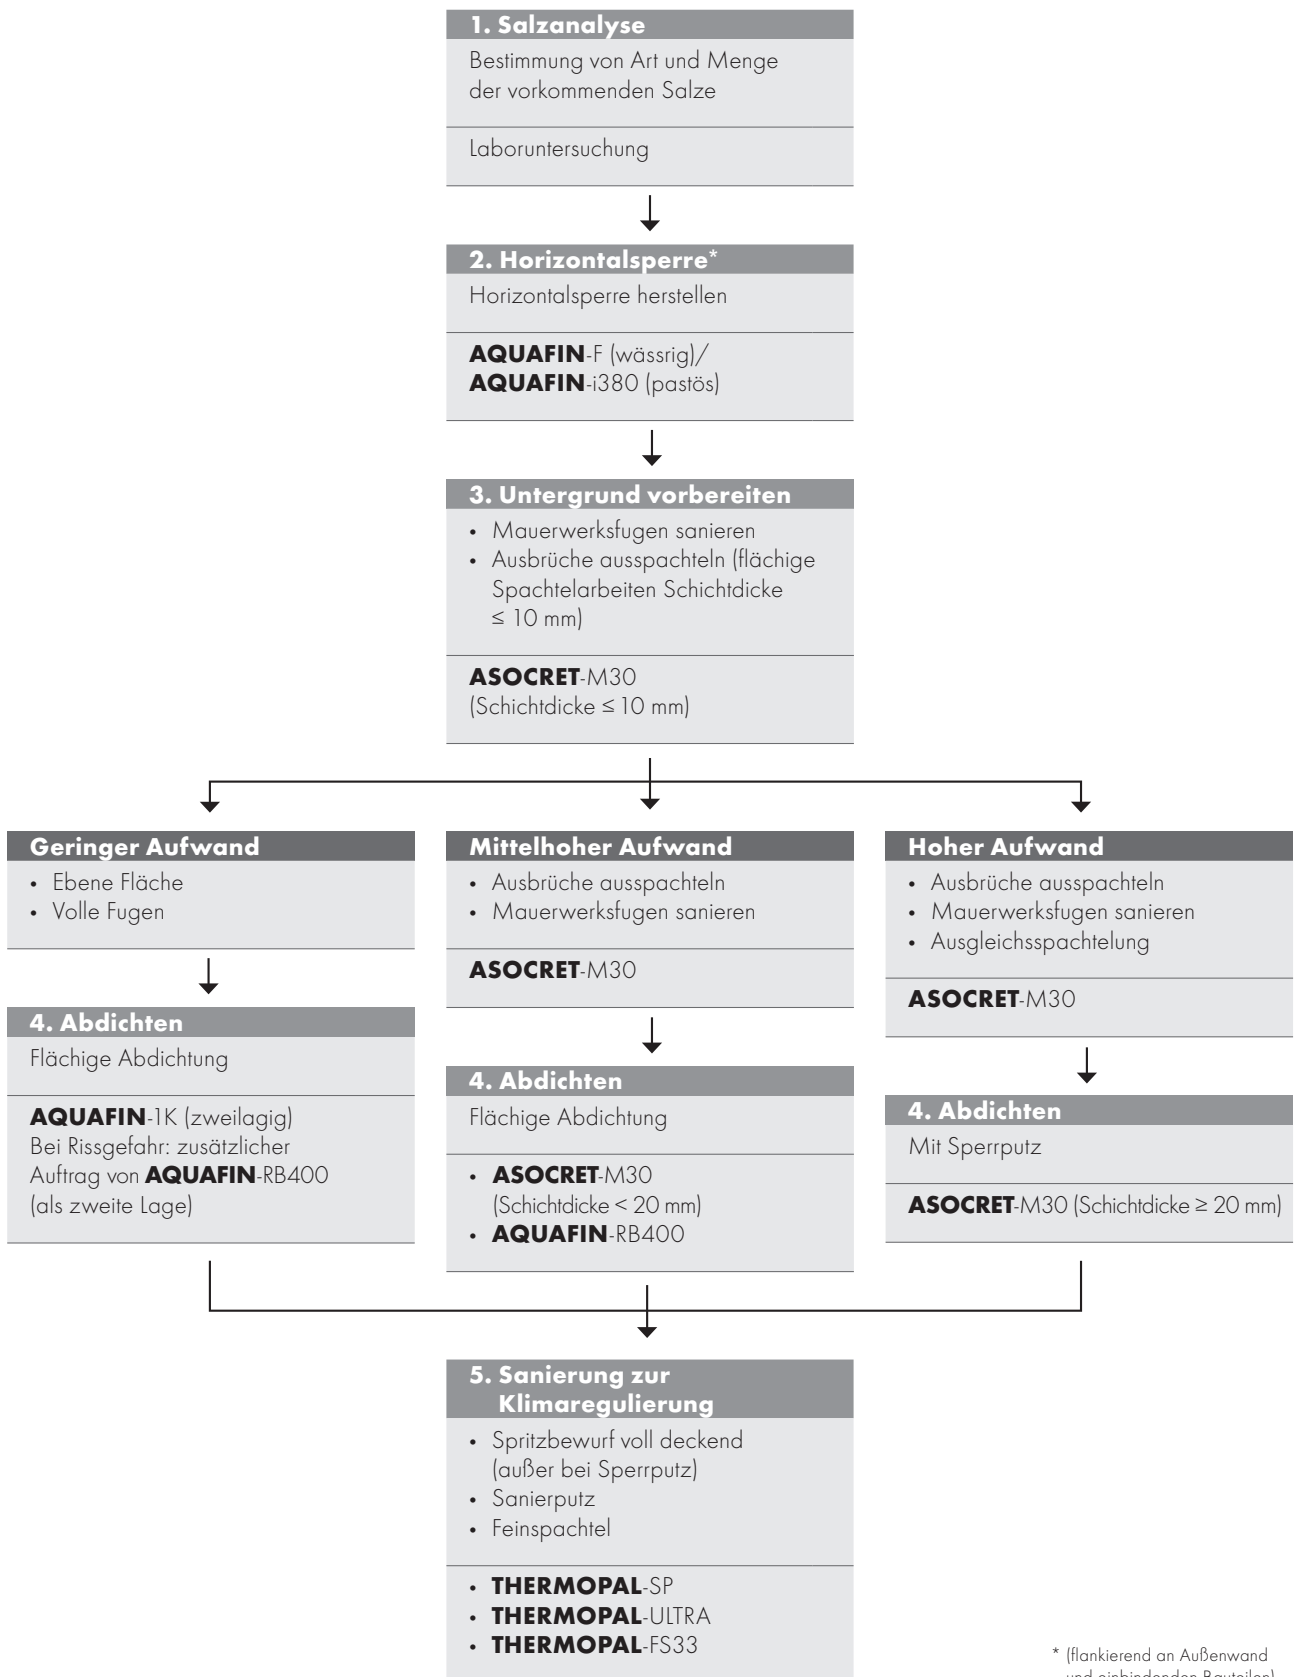 1. Salzanalyse
Bestimmung von Art und Menge
der vorkommenden Salze
Laboruntersuchung
2. Horizontalsperre*
Horizontalsperre herstellen
AQUAFIN-F (wässrig)/
AQUAFIN-i380 (pastös)
3. Untergrund vorbereiten
• Mauerwerksfugen sanieren
• Ausbrüche ausspachteln (flächige
Spachtelarbeiten Schichtdicke
≤ 10 mm)
ASOCRET-M30
(Schichtdicke ≤ 10 mm)
Geringer Aufwand
• Ebene Fläche
• Volle Fugen
4. Abdichten
Flächige Abdichtung
AQUAFIN-1K (zweilagig)
Bei Rissgefahr: zusätzlicher
Auftrag von AQUAFIN-RB400
(als zweite Lage)
Mittelhoher Aufwand
• Ausbrüche ausspachteln
• Mauerwerksfugen sanieren
ASOCRET-M30
4. Abdichten
Flächige Abdichtung
• ASOCRET-M30
(Schichtdicke < 20 mm)
• AQUAFIN-RB400
Hoher Aufwand
• Ausbrüche ausspachteln
• Mauerwerksfugen sanieren
• Ausgleichsspachtelung
ASOCRET-M30
4. Abdichten
Mit Sperrputz
ASOCRET-M30 (Schichtdicke ≥ 20 mm)
5. Sanierung zur
Klimaregulierung
• Spritzbewurf voll deckend
(außer bei Sperrputz)
• Sanierputz
• Feinspachtel
• THERMOPAL-SP
• THERMOPAL-ULTRA
• THERMOPAL-FS33
* (flankierend an Außenwand
und einbindenden Bauteilen)